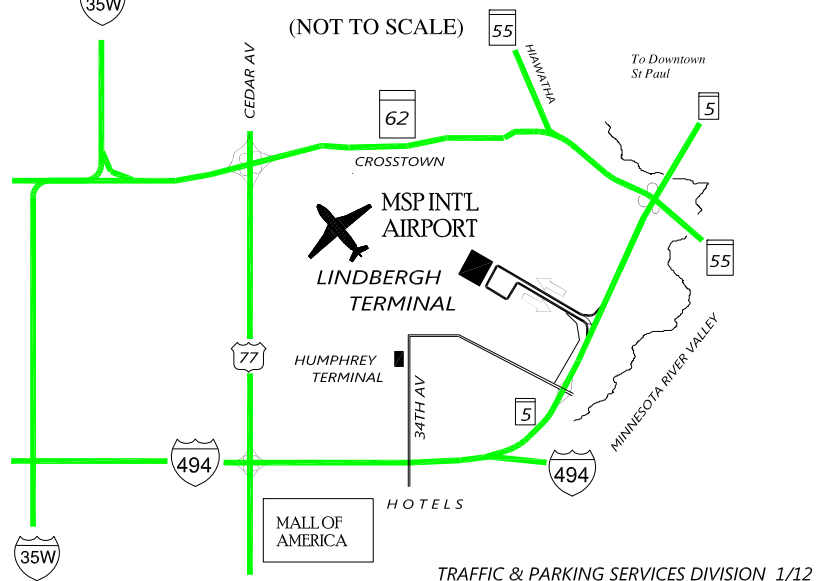 35W
(NOT TO SCALE)
55
HIAWATHA
To Downtown
St Paul
CEDAR AV
5
62
CROSSTOWN
MSP INT'L
AIRPORT
LINDBERGH
TERMINAL
55
77
HUMPHREY
TERMINAL
34TH AV
5
MINNESOTA RIVER VALLEY
494
494
HOTELS
MALL OF
AMERICA
35W
TRAFFIC & PARKING SERVICES DIVISION 1/12